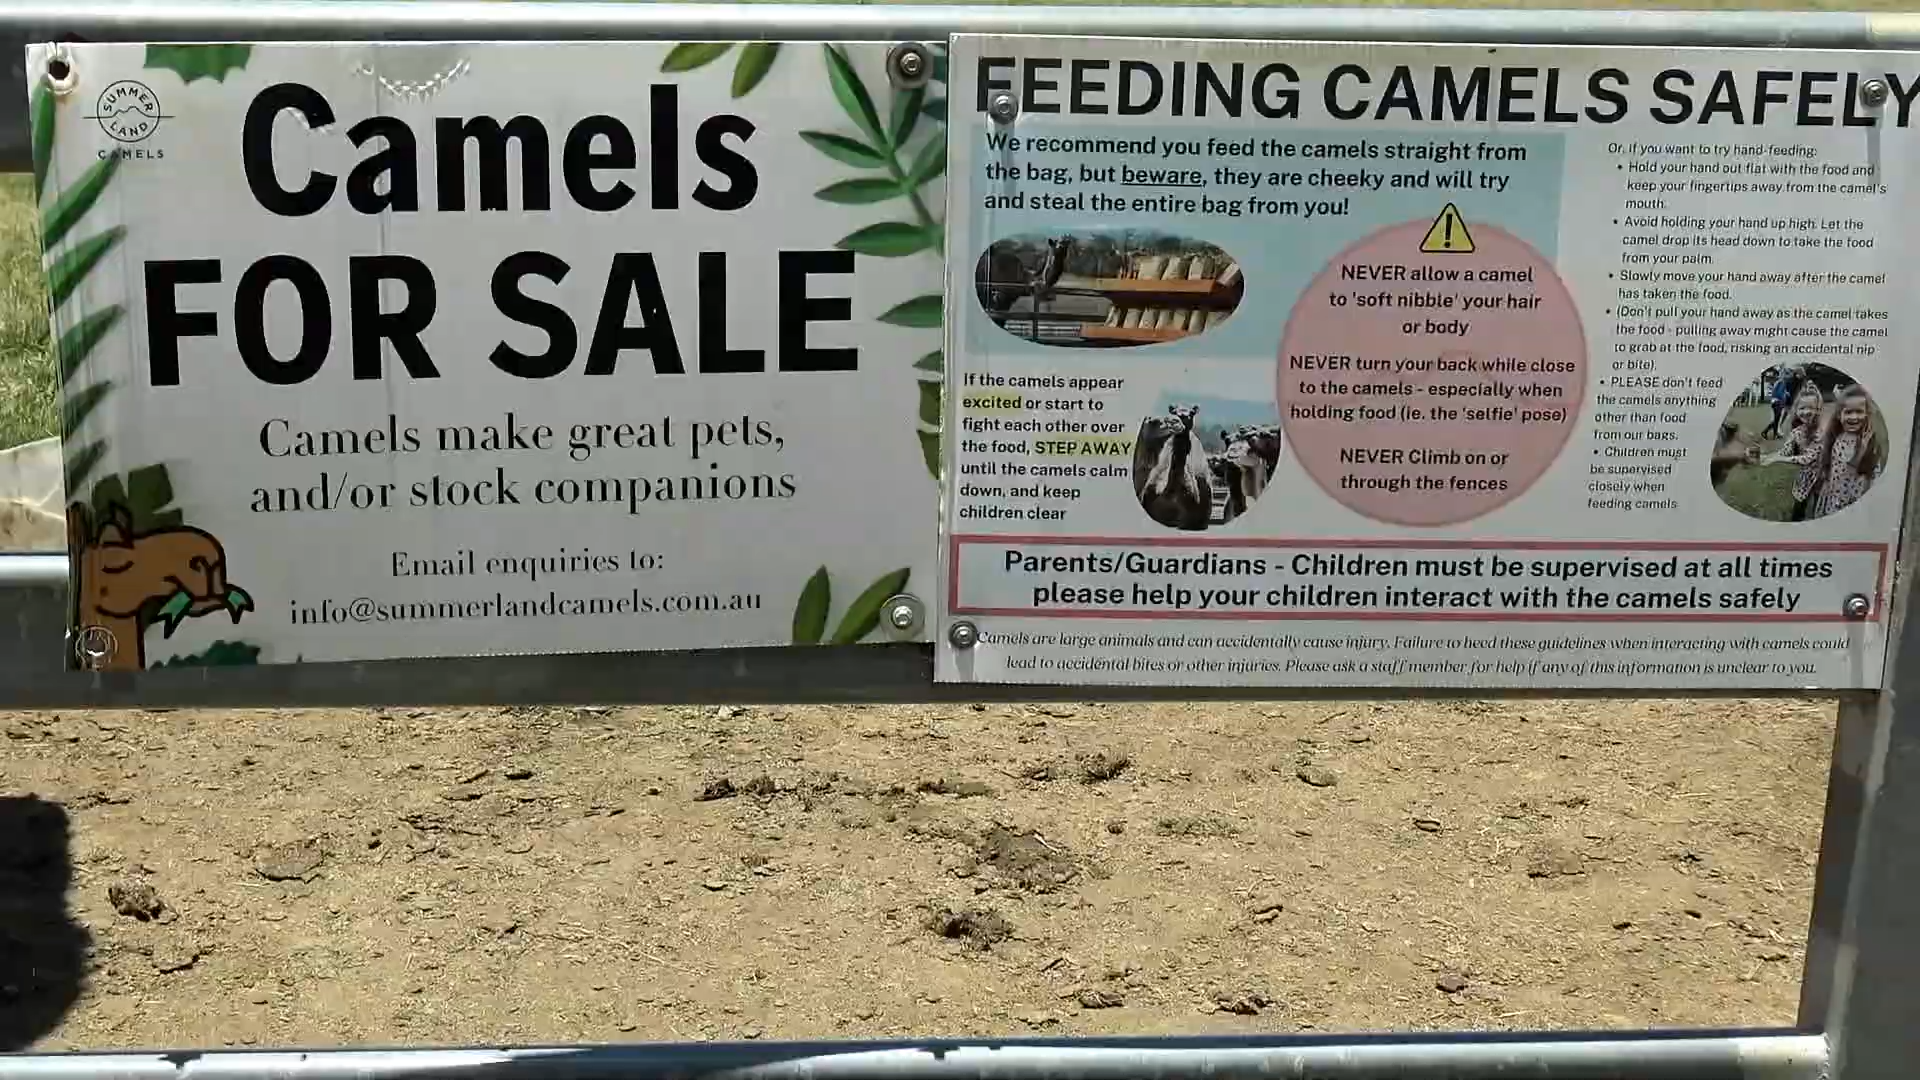 SUMMER
LAND
CAMELS
Camels
FOR SALE
Camels make great pets,
and/or stock companions
Email enquiries to:
info@summerlandcamels.com.au
FEEDING CAMELS SAFELY
We recommend you feed the camels straight from
the bag, but beware, they are cheeky and will try
and steal the entire bag from you!
If the camels appear
excited or start to
fight each other over
the food, STEP AWAY
until the camels calm
down, and keep
children clear
NEVER allow a camel
to 'soft nibble' your hair
or body
NEVER turn your back while close
to the camels - especially when
holding food (ie. the 'selfie' pose)
NEVER Climb on or
through the fences
Or, if you want to try hand-feeding:
• Hold your hand out flat with the food and
keep your fingertips away from the camel's
mouth.
• Avoid holding your hand up high. Let the
camel drop its head down to take the food
from your palm.
• Slowly move your hand away after the camel
has taken the food.
• (Don't pull your hand away as the camel takes
the food - pulling away might cause the camel
to grab at the food, risking an accidental nip
or bite).
• PLEASE don't feed
the camels anything
other than food
from our bags.
• Children must
be supervised
closely when
feeding camels
Parents/Guardians - Children must be supervised at all times
please help your children interact with the camels safely
Camels are large animals and can accidentally cause injury. Failure to heed these guidelines when interacting with camels could
lead to accidental bites or other injuries. Please ask a staff member for help if any of this information is unclear to you.